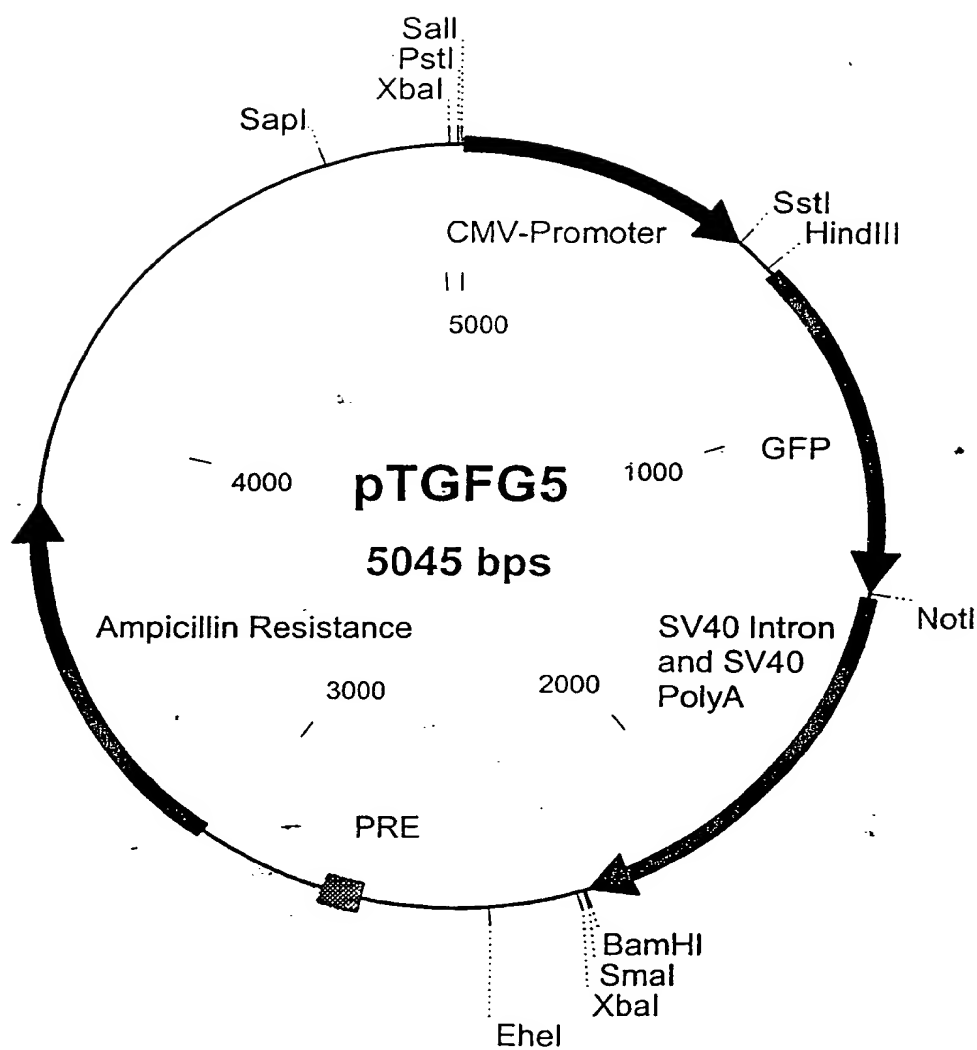 SalI
PstI
XbaI
SapI
SstI
HindIII
CMV-Promoter
5000
GFP
1000
4000
pTGFG5
5045 bps
Ampicillin Resistance
SV40 Intron
and SV40
PolyA
NotI
2000
3000
PRE
BamHI
SmaI
XbaI
EheI